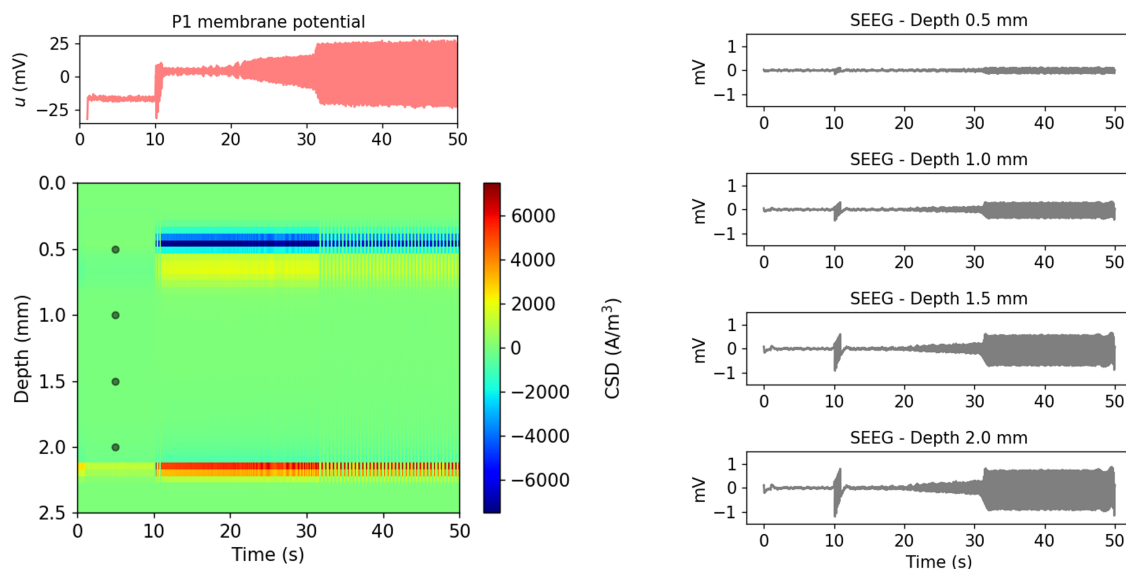 P1 membrane potential
u (mV)
25
0
−25
0 10 20 30 40 50
Depth (mm)
0.0
0.5
1.0
1.5
2.0
2.5
0 10 20 30 40 50
Time (s)
6000
4000
2000
0
−2000
−4000
−6000
CSD (A/m³)
SEEG - Depth 0.5 mm
mV
1
0
−1
0 10 20 30 40 50
SEEG - Depth 1.0 mm
mV
1
0
−1
0 10 20 30 40 50
SEEG - Depth 1.5 mm
mV
1
0
−1
0 10 20 30 40 50
SEEG - Depth 2.0 mm
mV
1
0
−1
0 10 20 30 40 50
Time (s)